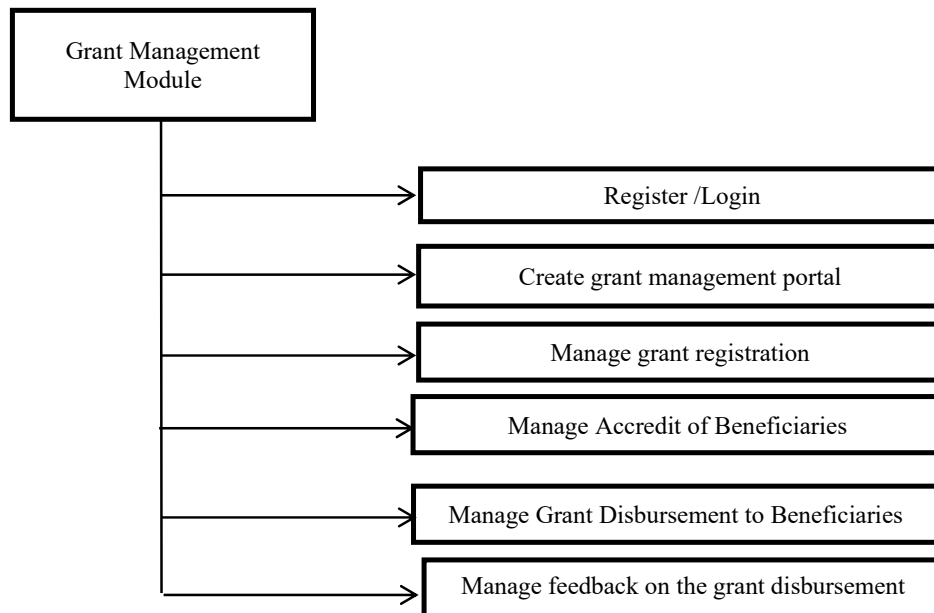 Grant Management
Module
Register /Login
Create grant management portal
Manage grant registration
Manage Accredit of Beneficiaries
Manage Grant Disbursement to Beneficiaries
Manage feedback on the grant disbursement